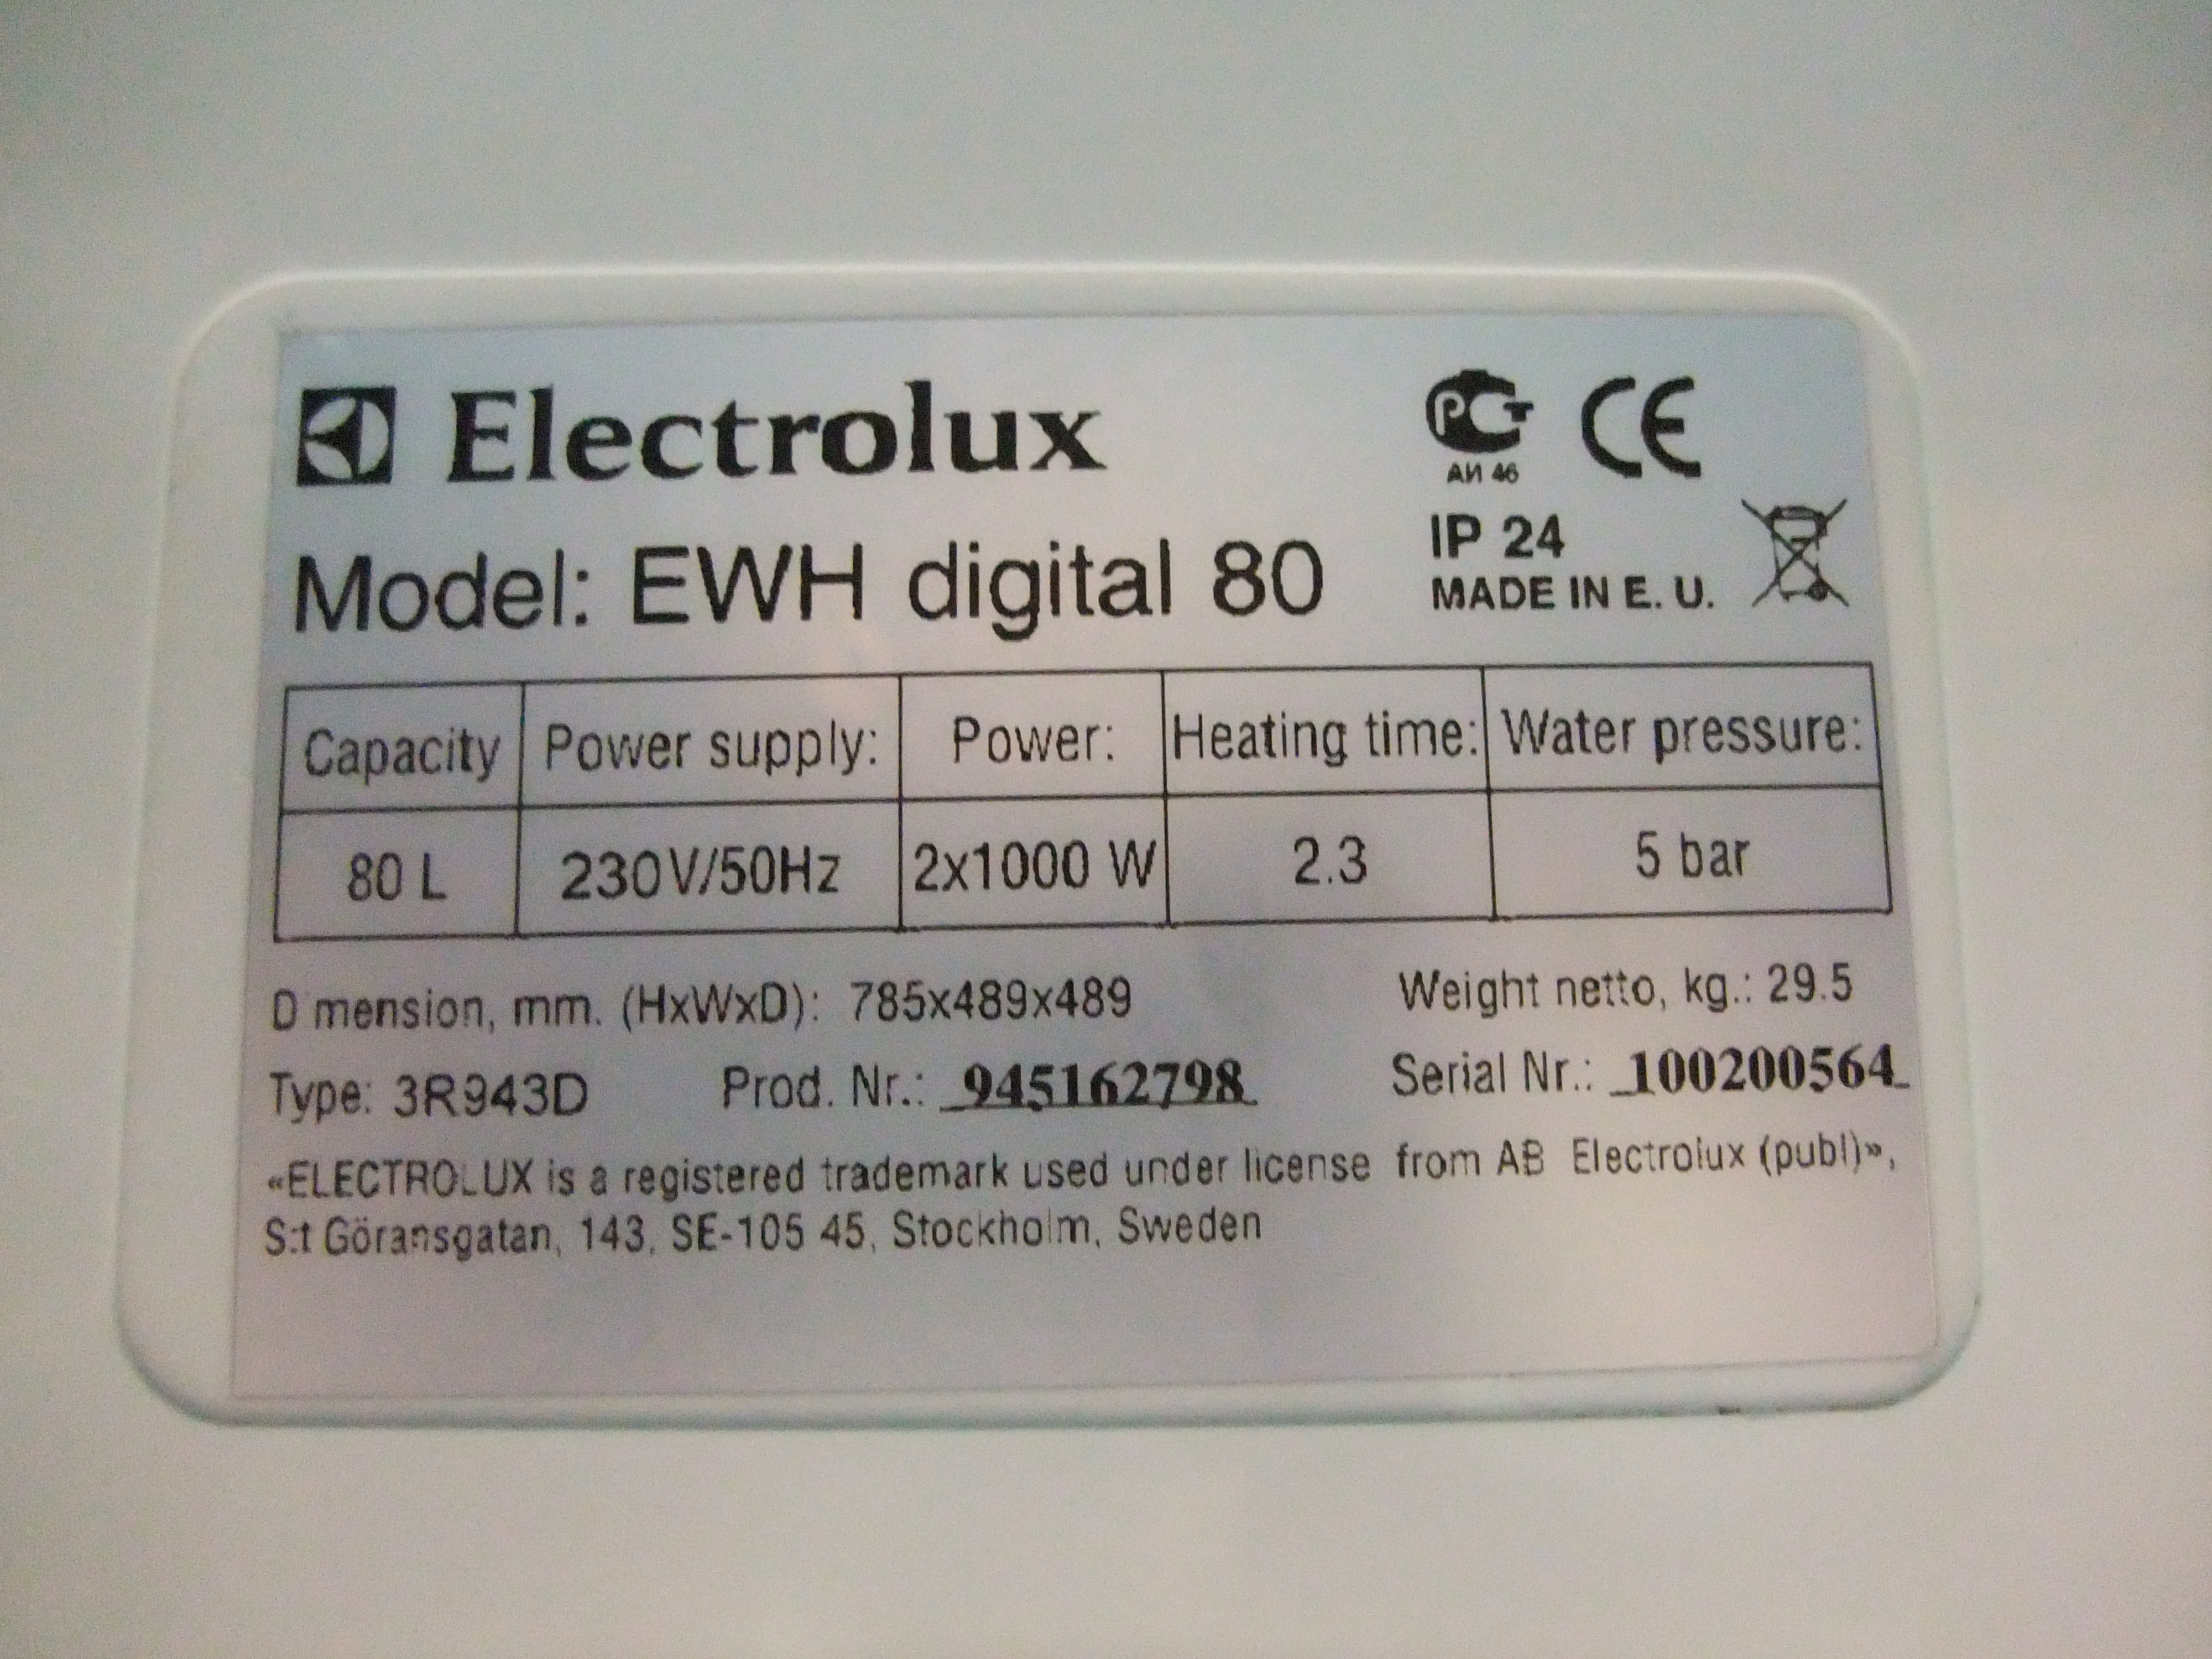 Electrolux
PCT CE
АИ 46
Model: EWH digital 80
IP 24
MADE IN E. U.
Capacity Power supply: Power: Heating time: Water pressure:
80 L 230V/50Hz 2x1000 W 2.3 5 bar
D mension, mm. (HxWxD): 785x489x489 Weight netto, kg.: 29.5
Type: 3R943D Prod. Nr.: 945162798 Serial Nr.: 100200564
«ELECTROLUX is a registered trademark used under license from AB Electrolux (publ)»,
S:t Göransgatan, 143, SE-105 45, Stockholm, Sweden